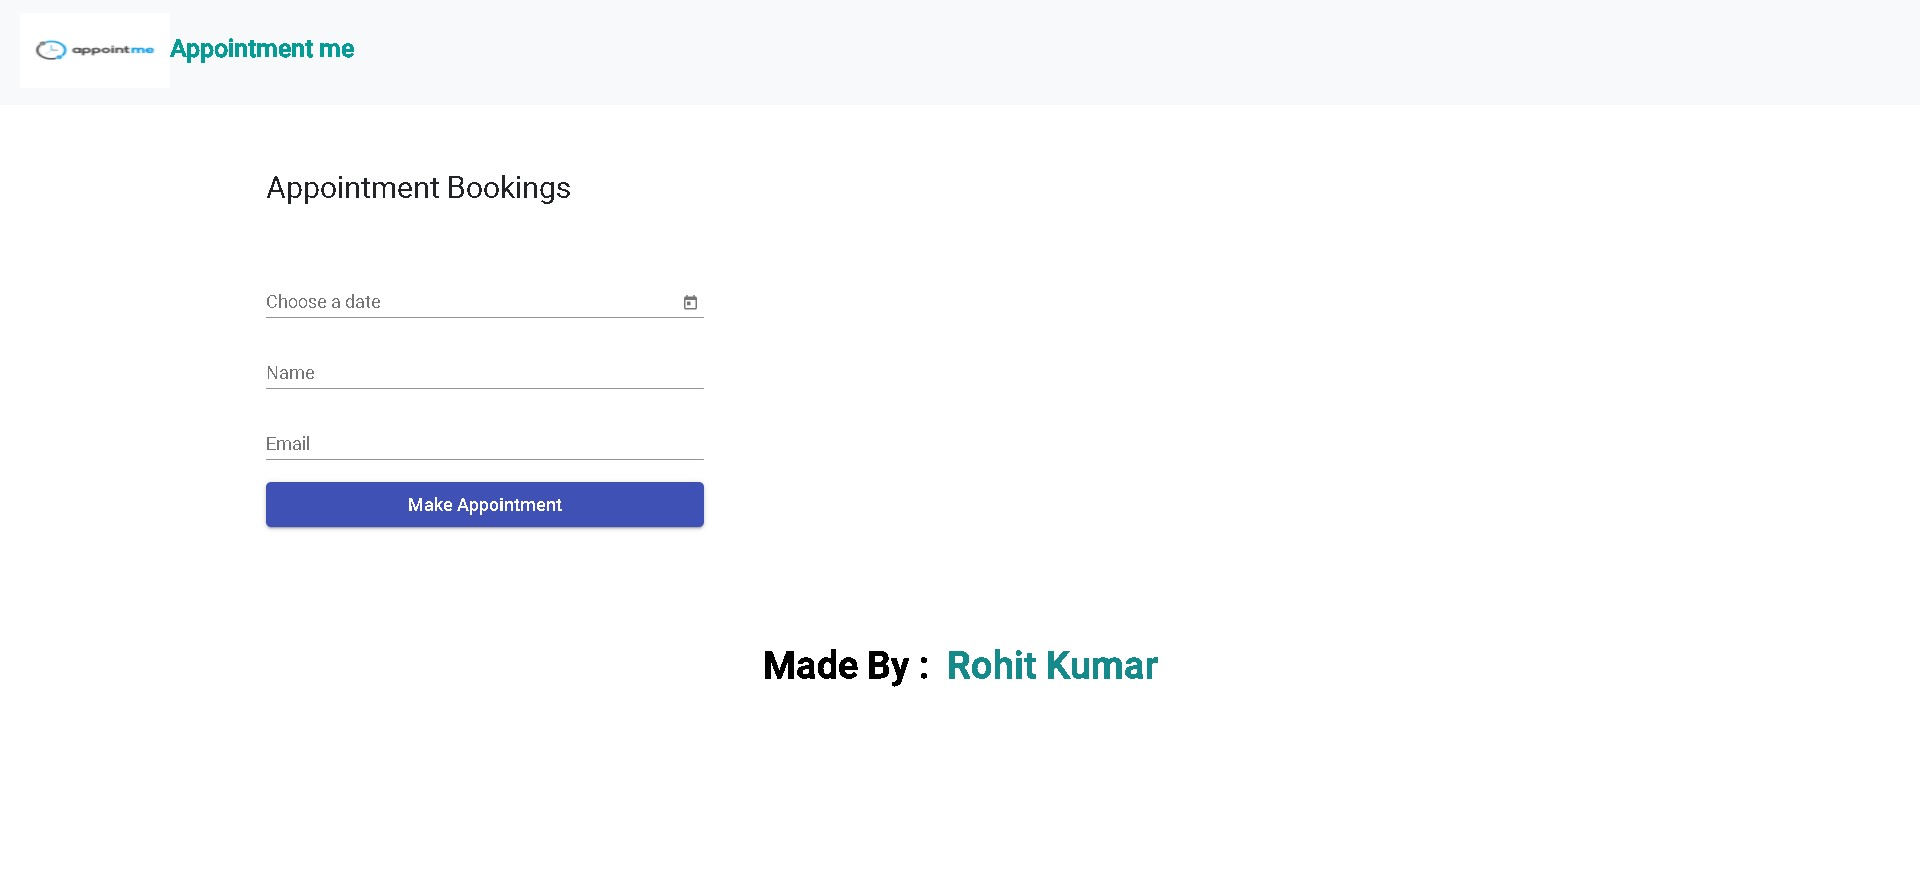 appointme Appointment me
Appointment Bookings
Choose a date
Name
Email
Make Appointment
Made By : Rohit Kumar